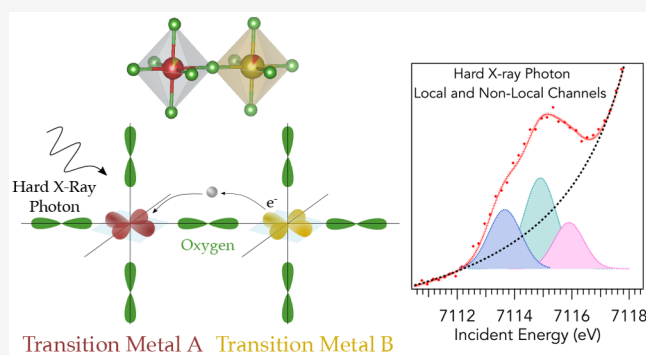 Hard X-Ray
Photon
e-
Oxygen
Transition Metal A
Transition Metal B
Hard X-ray Photon
Local and Non-Local Channels
7112
7114
7116
7118
Incident Energy (eV)